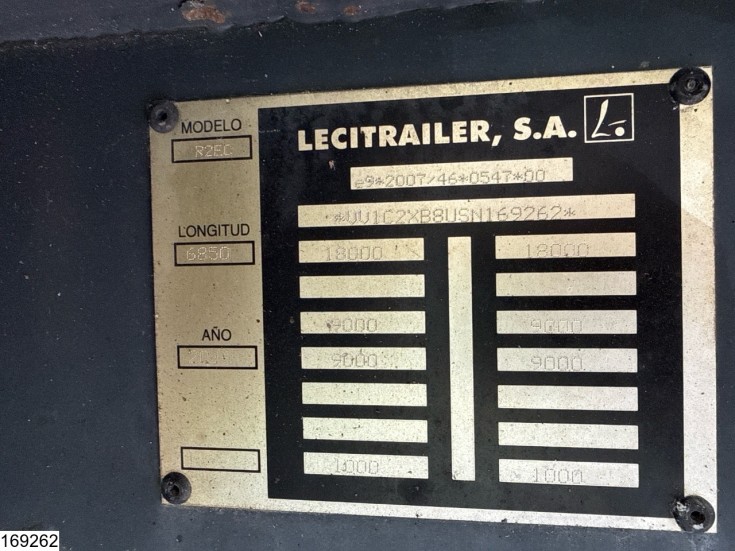 MODELO
R2EC
LONGITUD
6850
AÑO
LECITRAILER, S.A. L.
e9*2007/46*0547*00
*VV1C2XB8USN169262*
18000 18000
9000 9000
9000 9000
1000 1000
169262